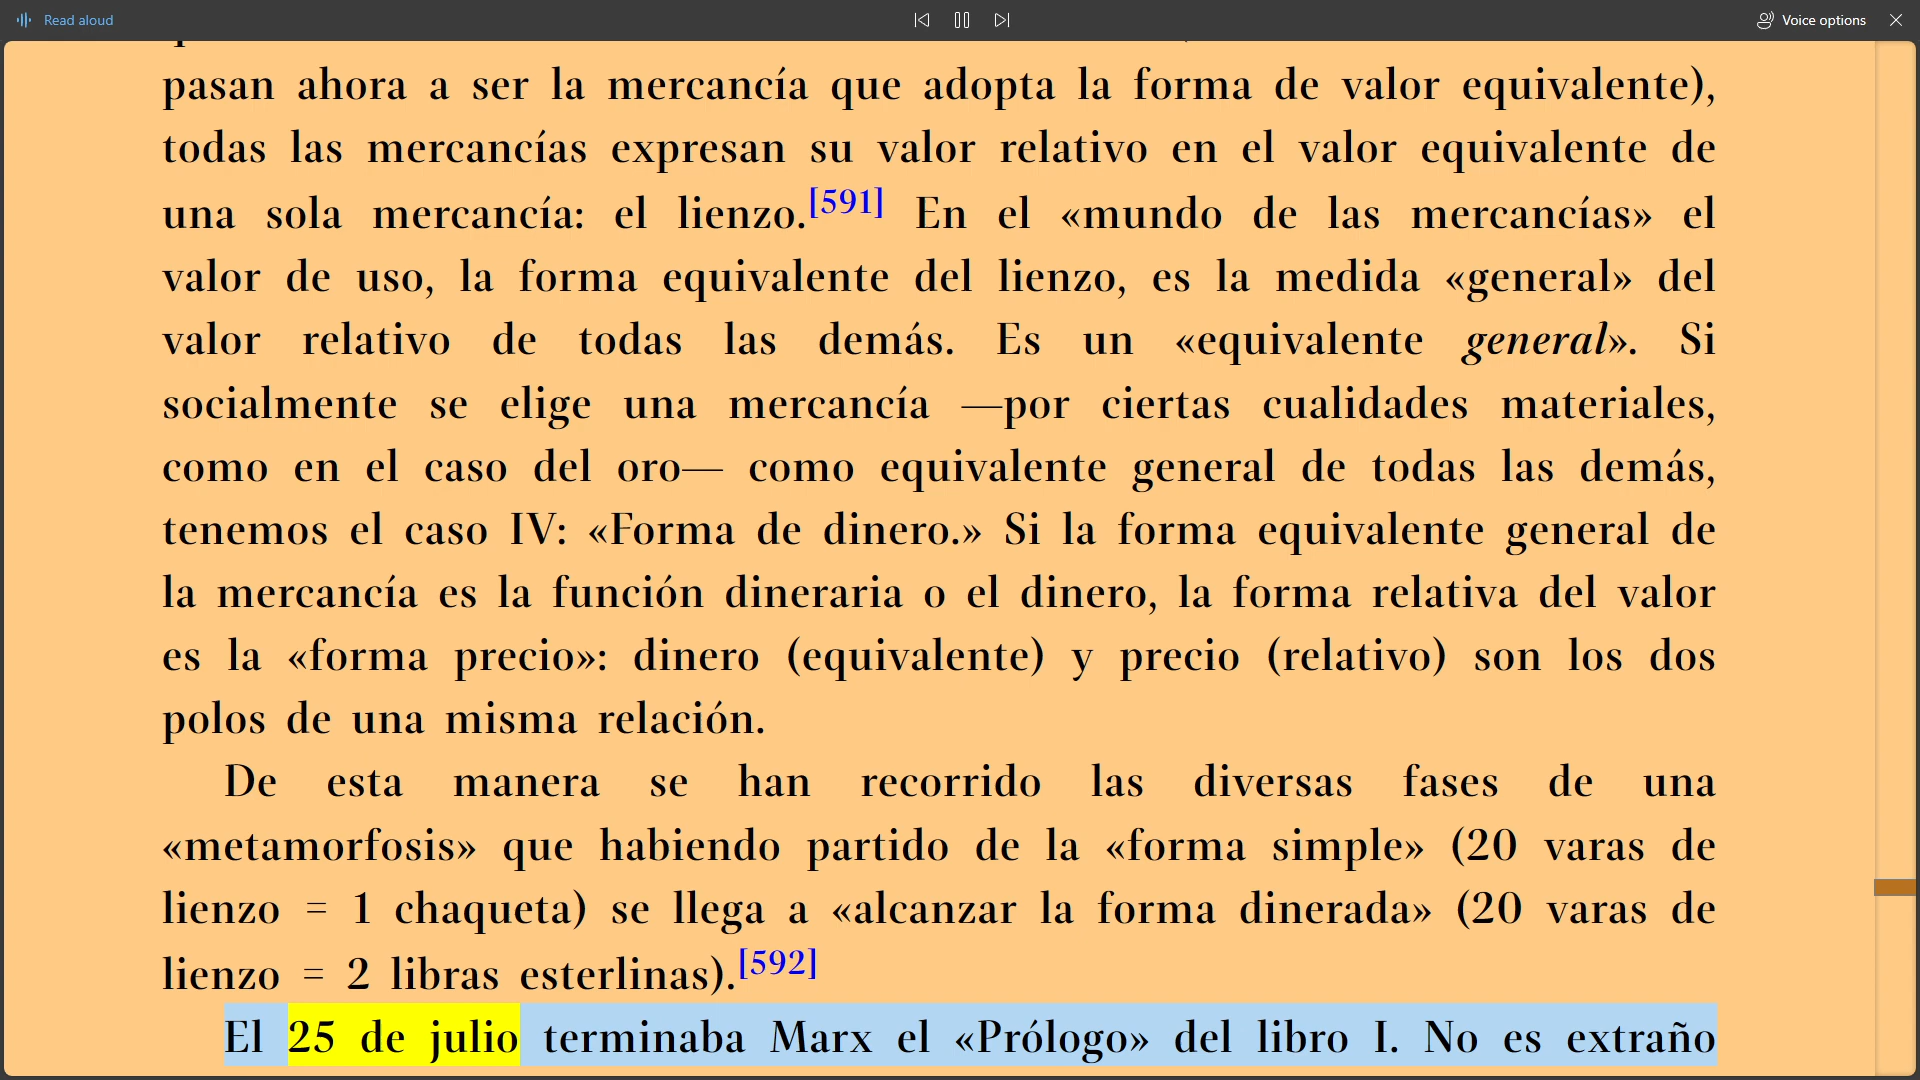 Read aloud
Voice options
pasan ahora a ser la mercancía que adopta la forma de valor equivalente),
todas las mercancías expresan su valor relativo en el valor equivalente de
una sola mercancía: el lienzo.[591] En el «mundo de las mercancías» el
valor de uso, la forma equivalente del lienzo, es la medida «general» del
valor relativo de todas las demás. Es un «equivalente general». Si
socialmente se elige una mercancía —por ciertas cualidades materiales,
como en el caso del oro— como equivalente general de todas las demás,
tenemos el caso IV: «Forma de dinero.» Si la forma equivalente general de
la mercancía es la función dineraria o el dinero, la forma relativa del valor
es la «forma precio»: dinero (equivalente) y precio (relativo) son los dos
polos de una misma relación.
De esta manera se han recorrido las diversas fases de una
«metamorfosis» que habiendo partido de la «forma simple» (20 varas de
lienzo = 1 chaqueta) se llega a «alcanzar la forma dinerada» (20 varas de
lienzo = 2 libras esterlinas).[592]
El 25 de julio terminaba Marx el «Prólogo» del libro I. No es extraño